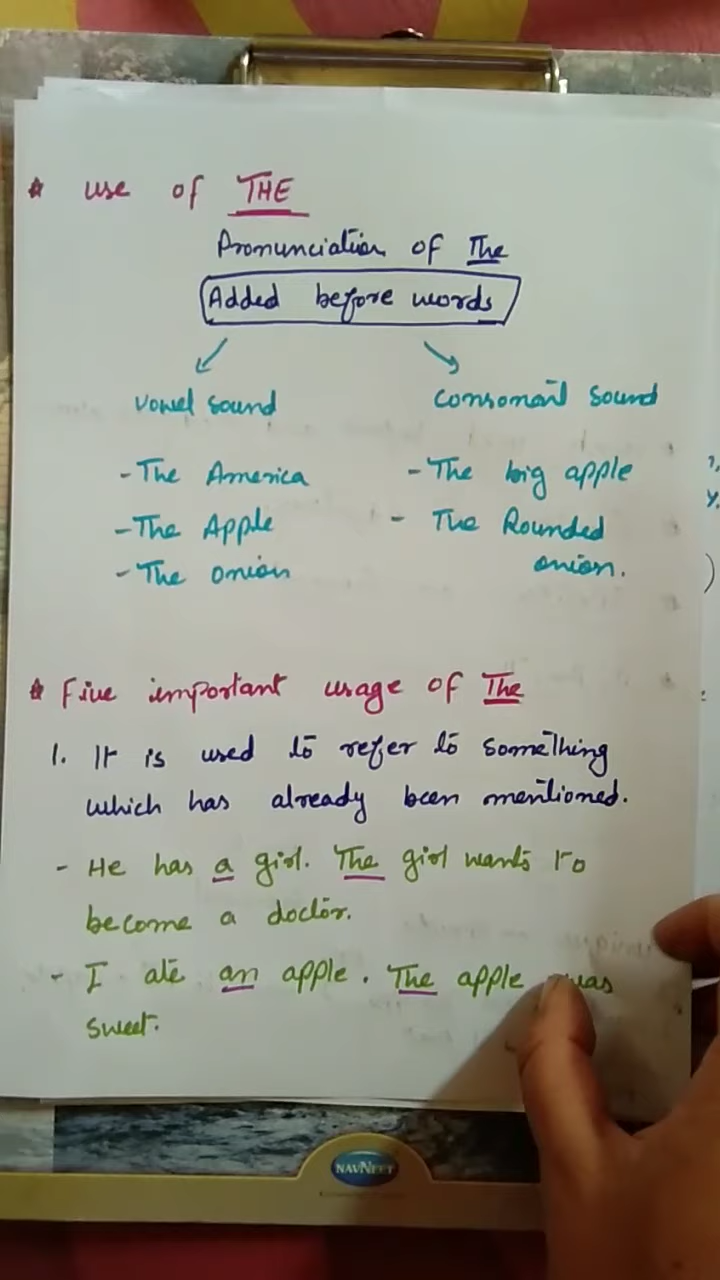 * use of THE
Pronunciation of The
Added before words
vowel sound
- The America
- The Apple
- The onion
consonant sound
- The big apple
- The Rounded
onion.
* Five important usage of The
1. It is used to refer to something
which has already been mentioned.
- He has a girl. The girl wants to
become a doctor.
- I ate an apple. The apple was
sweet.
NAVNEET